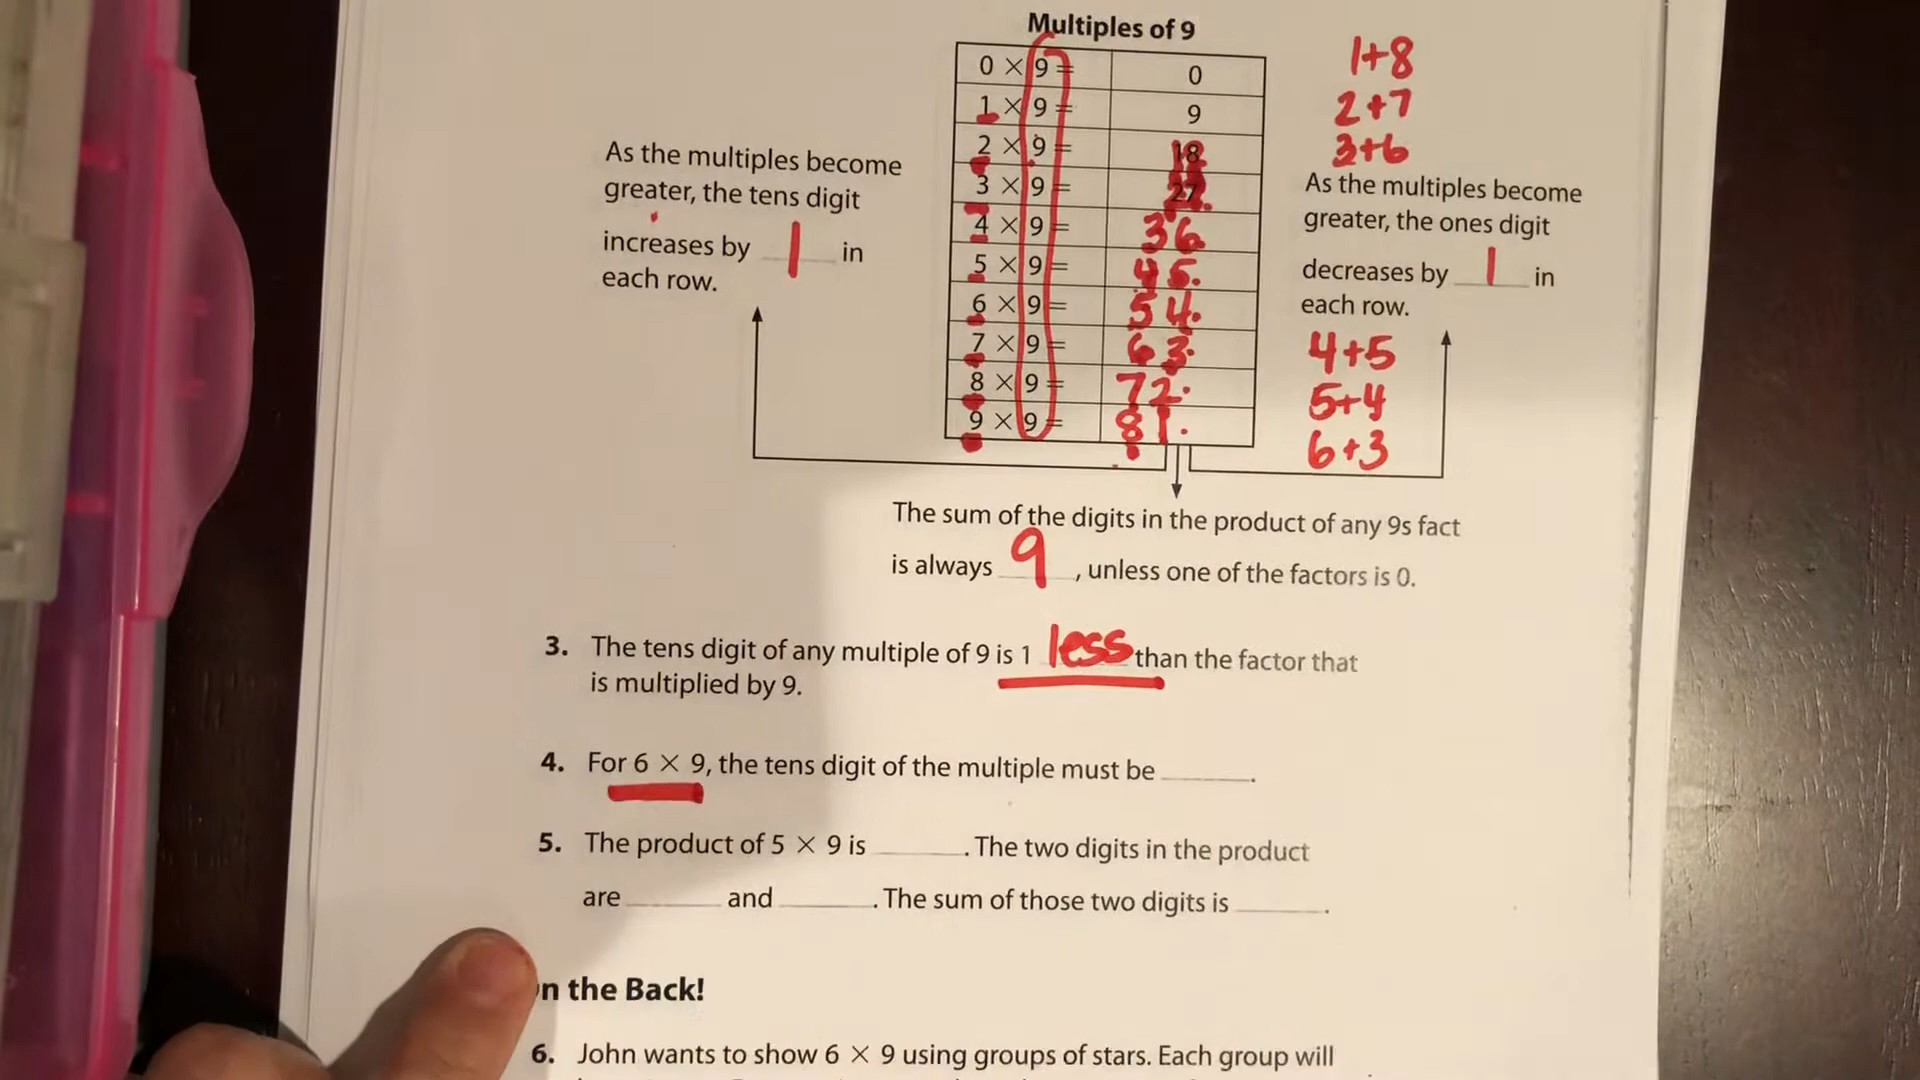 Multiples of 9
0 × 9 = 0
1 × 9 = 9
2 × 9 = 18
3 × 9 = 27
4 × 9 = 36
5 × 9 = 45
6 × 9 = 54
7 × 9 = 63
8 × 9 = 72
9 × 9 = 81
As the multiples become
greater, the tens digit
increases by 1 in
each row.
1+8
2+7
3+6
As the multiples become
greater, the ones digit
decreases by 1 in
each row.
4+5
5+4
6+3
The sum of the digits in the product of any 9s fact
is always 9, unless one of the factors is 0.
3. The tens digit of any multiple of 9 is 1 less than the factor that
is multiplied by 9.
4. For 6 × 9, the tens digit of the multiple must be ______.
5. The product of 5 × 9 is ______. The two digits in the product
are ______ and ______. The sum of those two digits is ______.
n the Back!
6. John wants to show 6 × 9 using groups of stars. Each group will